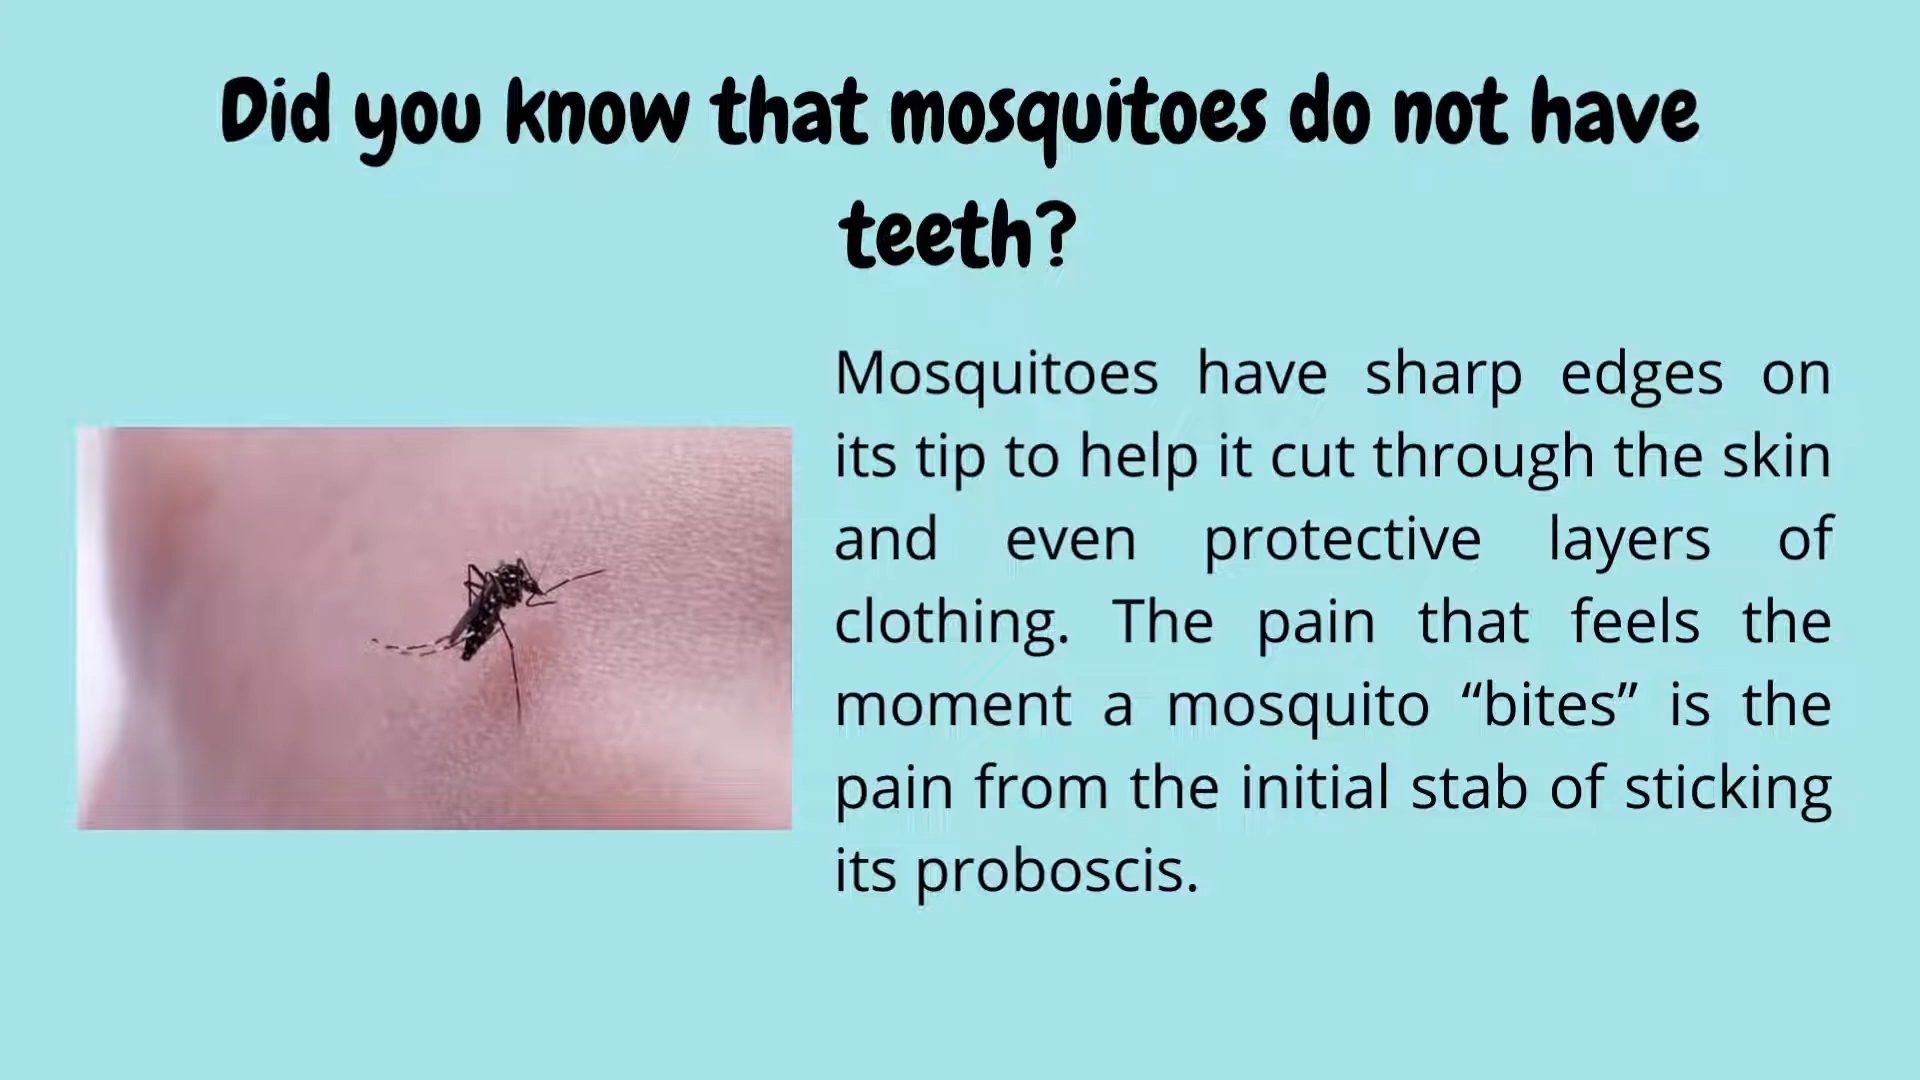 Did you know that mosquitoes do not have
teeth?
Mosquitoes have sharp edges on
its tip to help it cut through the skin
and even protective layers of
clothing. The pain that feels the
moment a mosquito “bites” is the
pain from the initial stab of sticking
its proboscis.